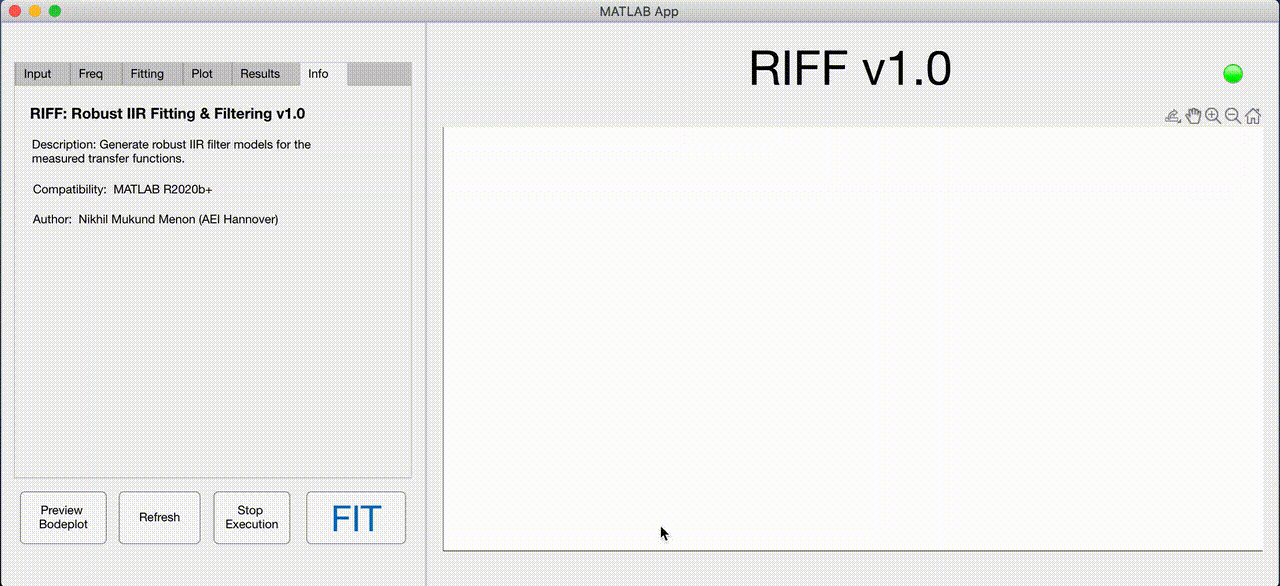 MATLAB App
Input Freq Fitting Plot Results Info
RIFF: Robust IIR Fitting & Filtering v1.0
Description: Generate robust IIR filter models for the
measured transfer functions.
Compatibility: MATLAB R2020b+
Author: Nikhil Mukund Menon (AEI Hannover)
Preview
Bodeplot
Refresh
Stop
Execution
FIT
RIFF v1.0